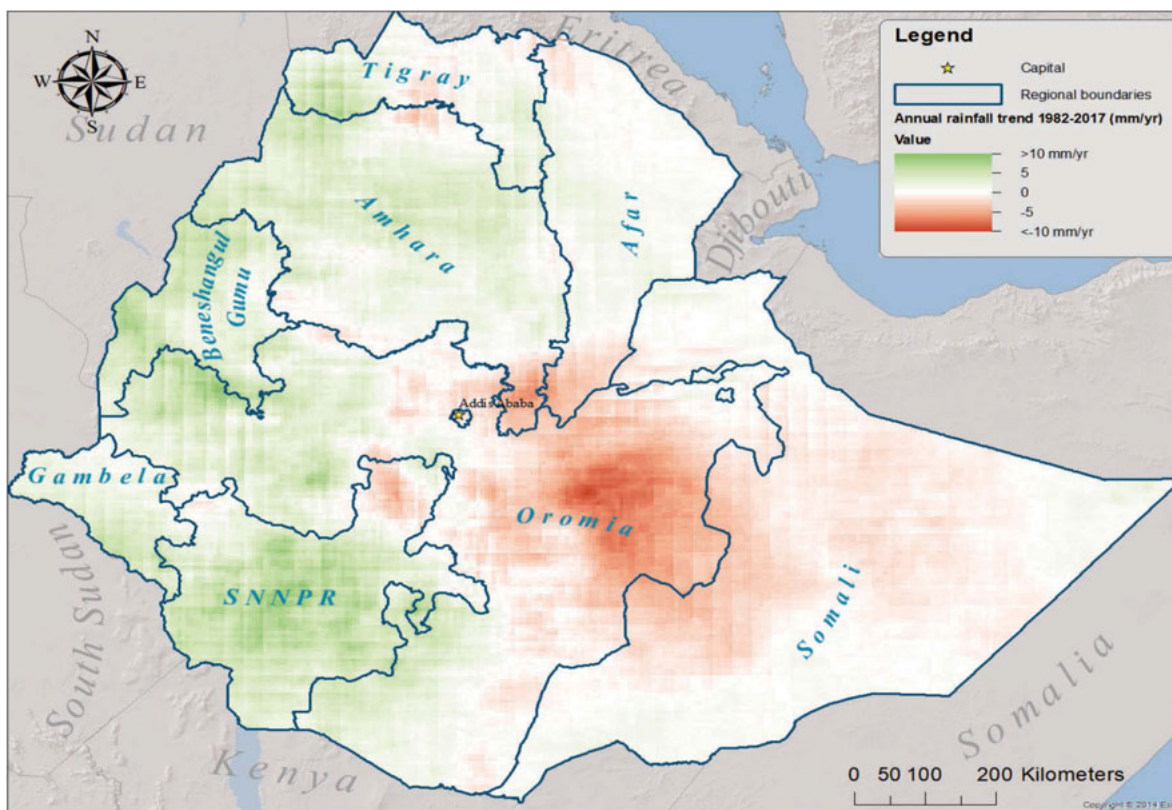 N
W E
S
Sudan
Eritrea
Tigray
Amhara
Afar
Djibouti
Beneshangul
Gumu
Addis Ababa
Gambela
Oromia
SNNPR
Somali
South Sudan
Kenya
Somalia
Legend
Capital
Regional boundaries
Annual rainfall trend 1982-2017 (mm/yr)
Value
>10 mm/yr
5
0
-5
<-10 mm/yr
0 50 100 200 Kilometers
Copyright © 2014